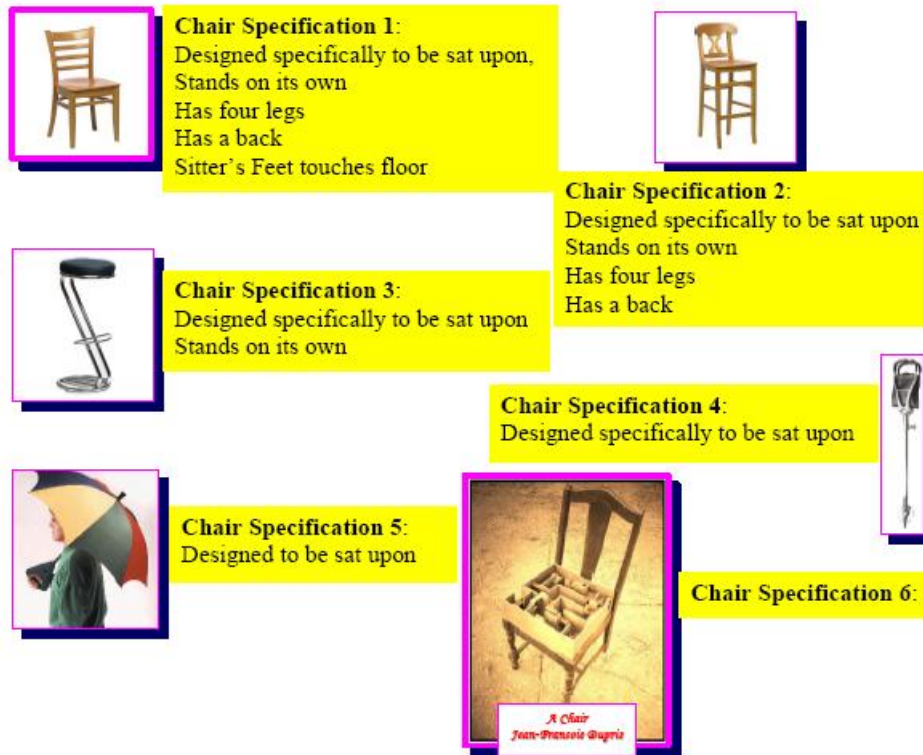 Chair Specification 1:
Designed specifically to be sat upon,
Stands on its own
Has four legs
Has a back
Sitter's Feet touches floor
Chair Specification 2:
Designed specifically to be sat upon
Stands on its own
Has four legs
Has a back
Chair Specification 3:
Designed specifically to be sat upon
Stands on its own
Chair Specification 4:
Designed specifically to be sat upon
Chair Specification 5:
Designed to be sat upon
Chair Specification 6:
A Chair
Jean-Fransois Dupris